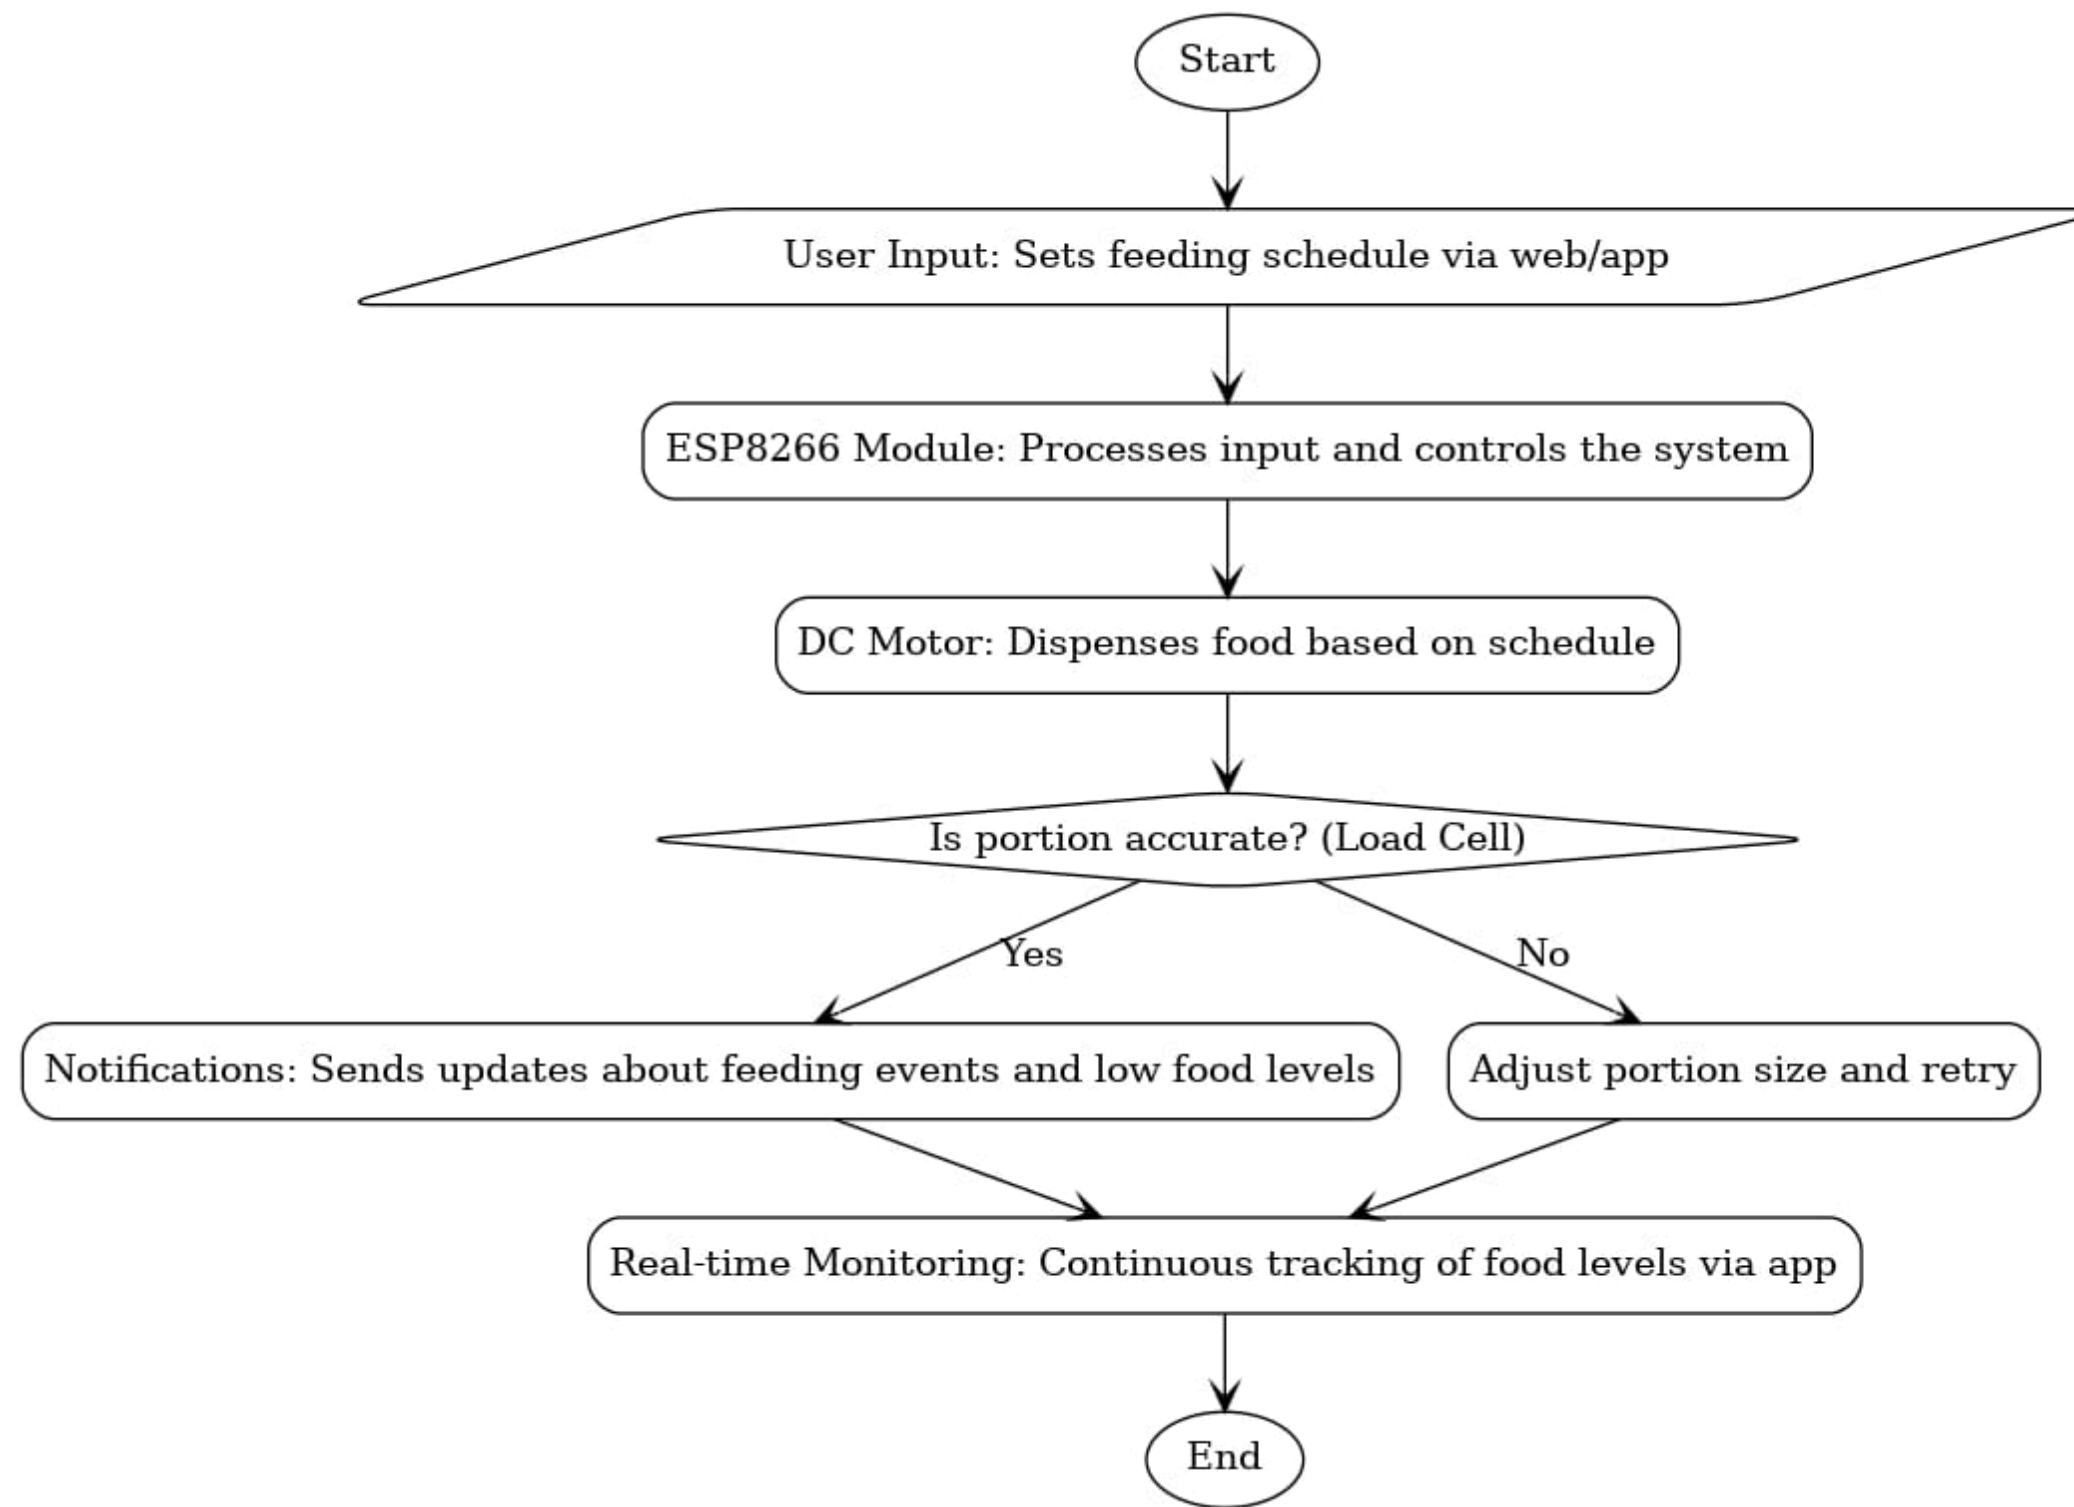 Start
User Input: Sets feeding schedule via web/app
ESP8266 Module: Processes input and controls the system
DC Motor: Dispenses food based on schedule
Is portion accurate? (Load Cell)
Yes
No
Notifications: Sends updates about feeding events and low food levels
Adjust portion size and retry
Real-time Monitoring: Continuous tracking of food levels via app
End